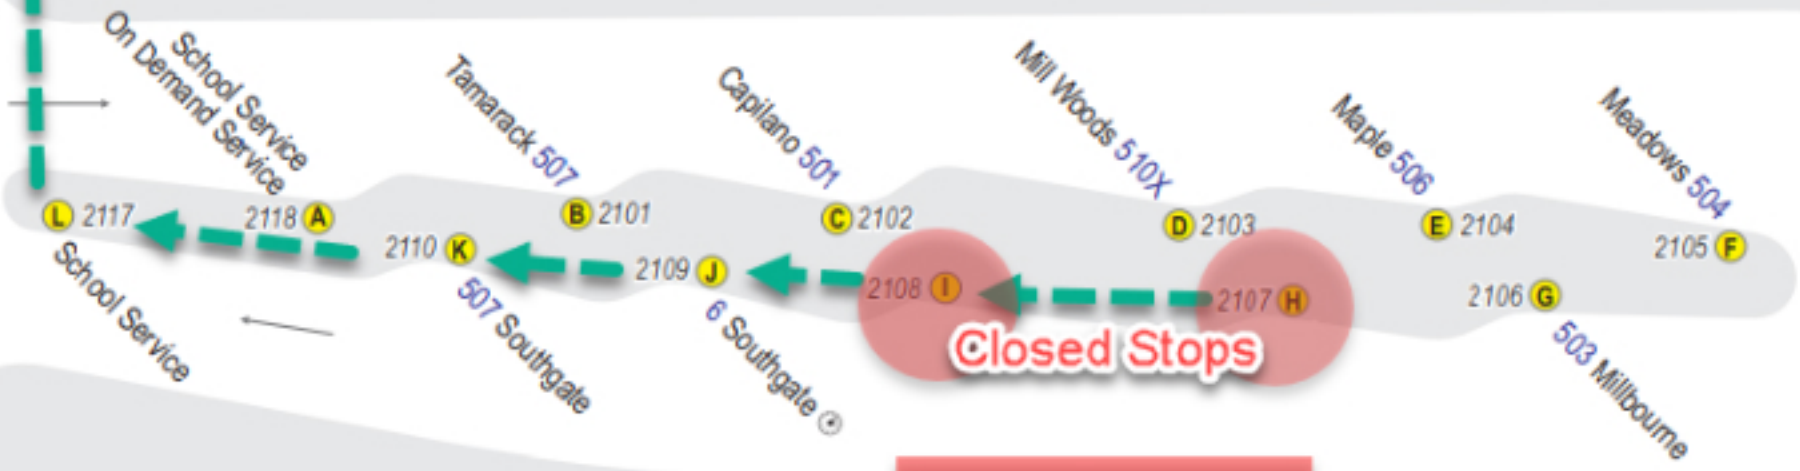 On Demand Service
School Service
Tamarack 507
Capilano 501
Mill Woods 510X
Maple 506
Meadows 504
L 2117
2118 A
B 2101
C 2102
D 2103
E 2104
2105 F
2110 K
2109 J
2108 I
2107 H
2106 G
School Service
507 Southgate
6 Southgate
Closed Stops
503 Millbourne